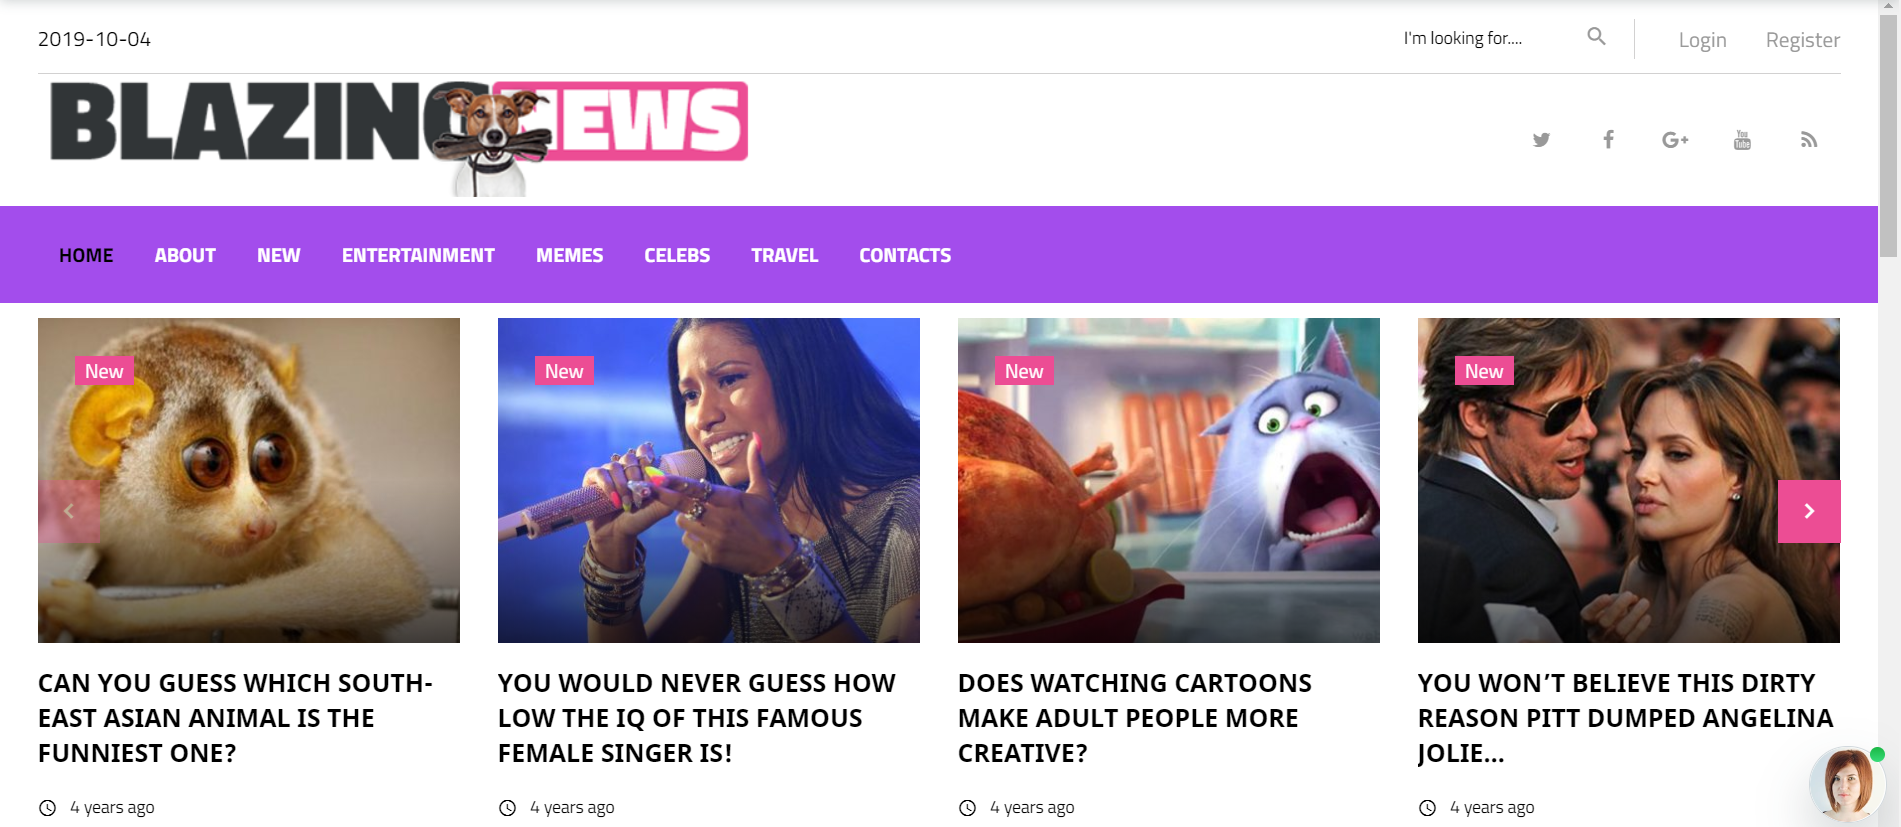 2019-10-04
I'm looking for....
Login
Register
BLAZING NEWS
G+
You
Tube
HOME
ABOUT
NEW
ENTERTAINMENT
MEMES
CELEBS
TRAVEL
CONTACTS
New
New
New
New
CAN YOU GUESS WHICH SOUTH-
EAST ASIAN ANIMAL IS THE
FUNNIEST ONE?
4 years ago
YOU WOULD NEVER GUESS HOW
LOW THE IQ OF THIS FAMOUS
FEMALE SINGER IS!
4 years ago
DOES WATCHING CARTOONS
MAKE ADULT PEOPLE MORE
CREATIVE?
4 years ago
YOU WON’T BELIEVE THIS DIRTY
REASON PITT DUMPED ANGELINA
JOLIE...
4 years ago